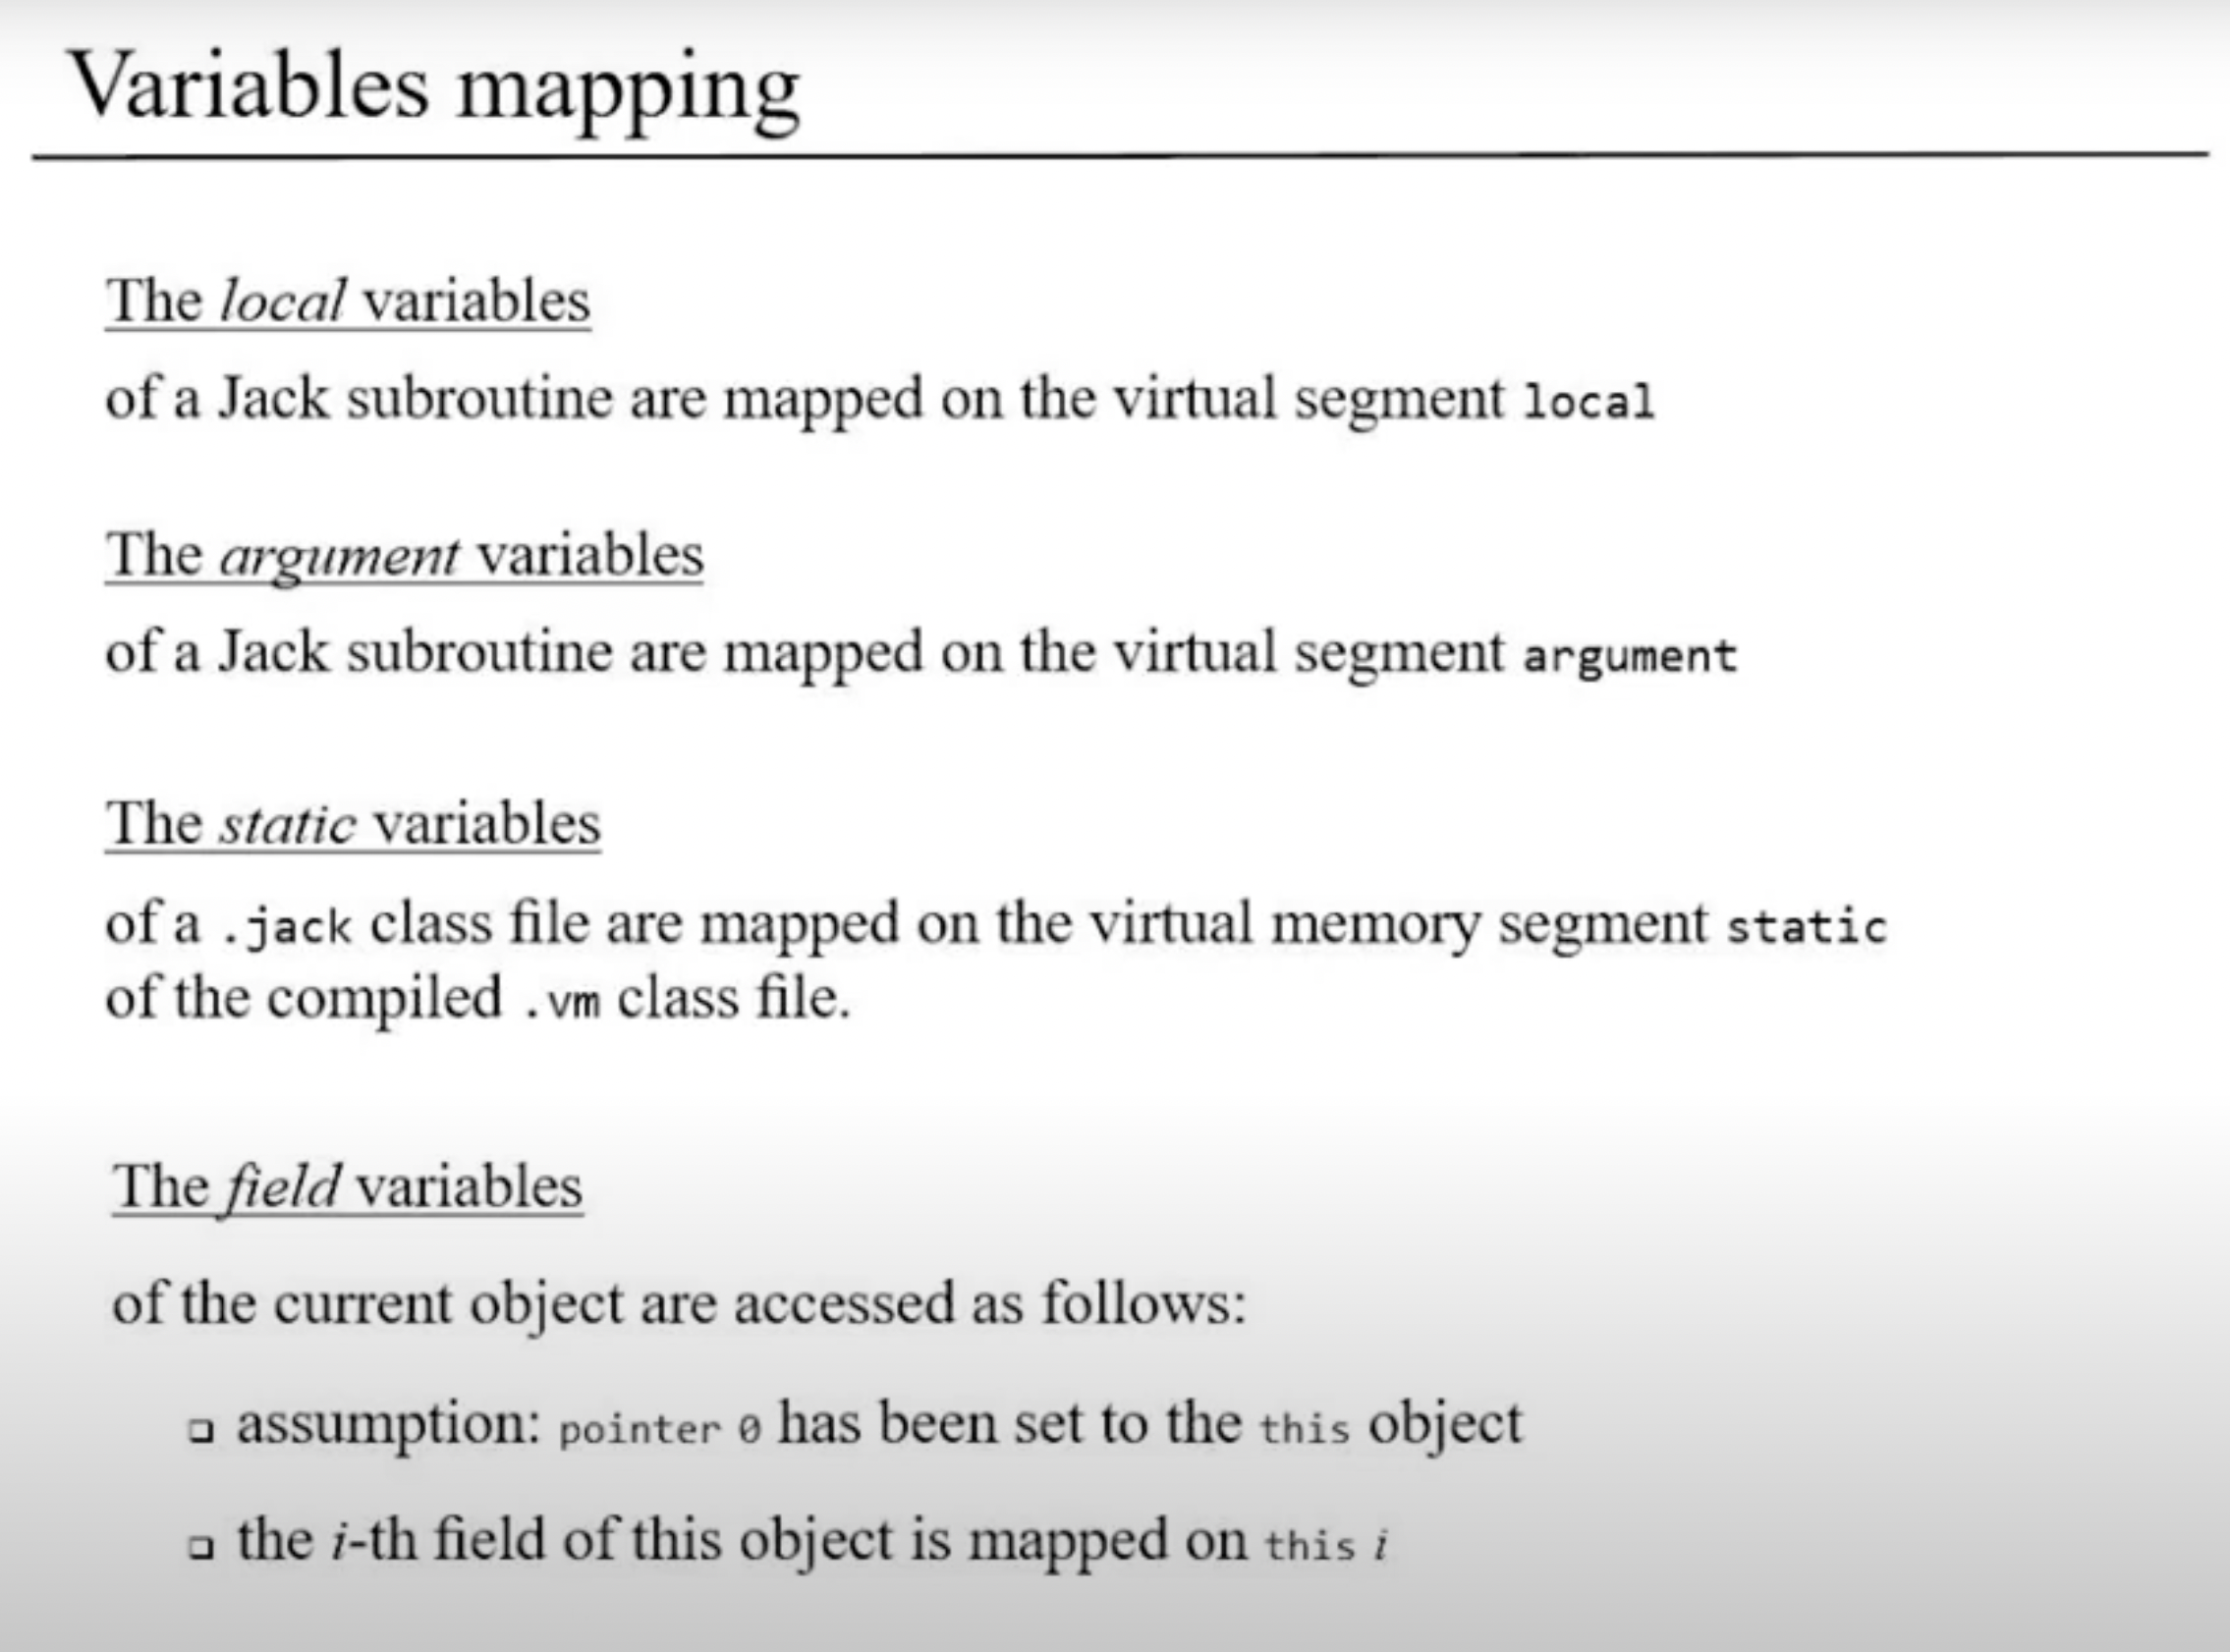 Variables mapping
The local variables
of a Jack subroutine are mapped on the virtual segment local
The argument variables
of a Jack subroutine are mapped on the virtual segment argument
The static variables
of a .jack class file are mapped on the virtual memory segment static
of the compiled .vm class file.
The field variables
of the current object are accessed as follows:
❑ assumption: pointer 0 has been set to the this object
❑ the i-th field of this object is mapped on this i